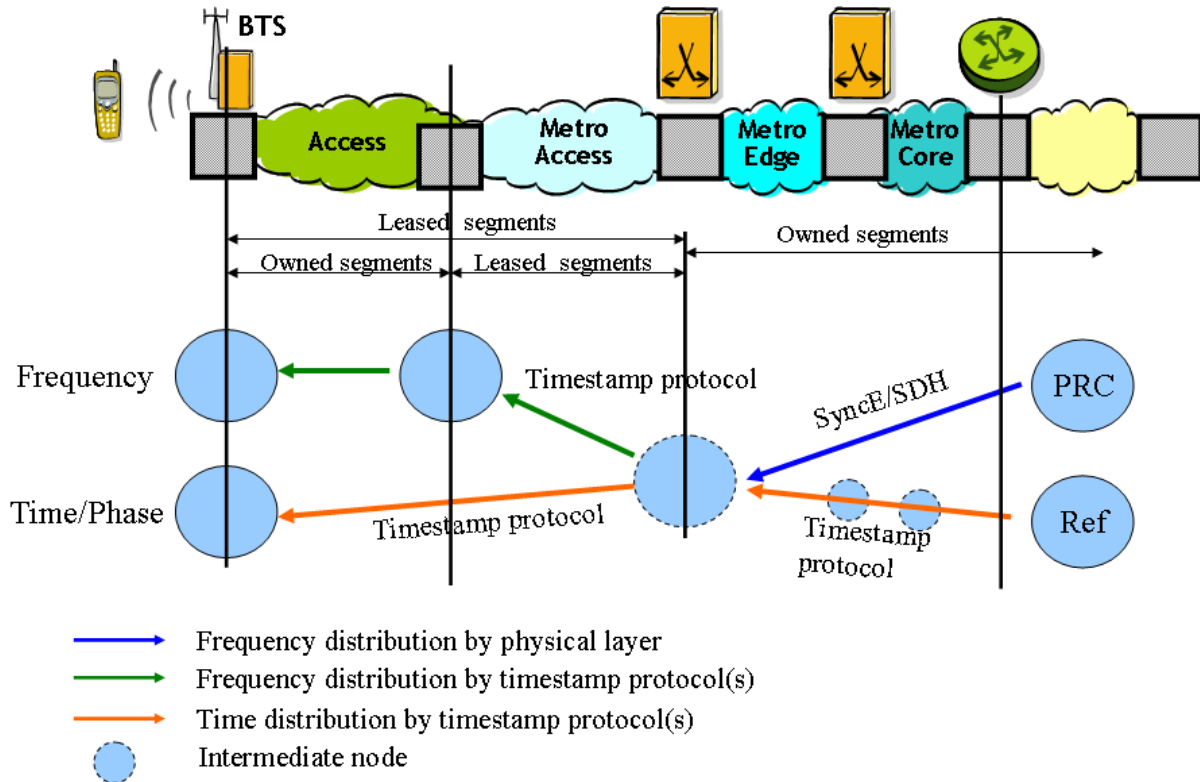 BTS
Access
Metro
Access
Metro
Edge
Metro
Core
Leased segments
Owned segments
Owned segments
Leased segments
Frequency
Timestamp protocol
SyncE/SDH
PRC
Time/Phase
Timestamp protocol
Timestamp
protocol
Ref
Frequency distribution by physical layer
Frequency distribution by timestamp protocol(s)
Time distribution by timestamp protocol(s)
Intermediate node